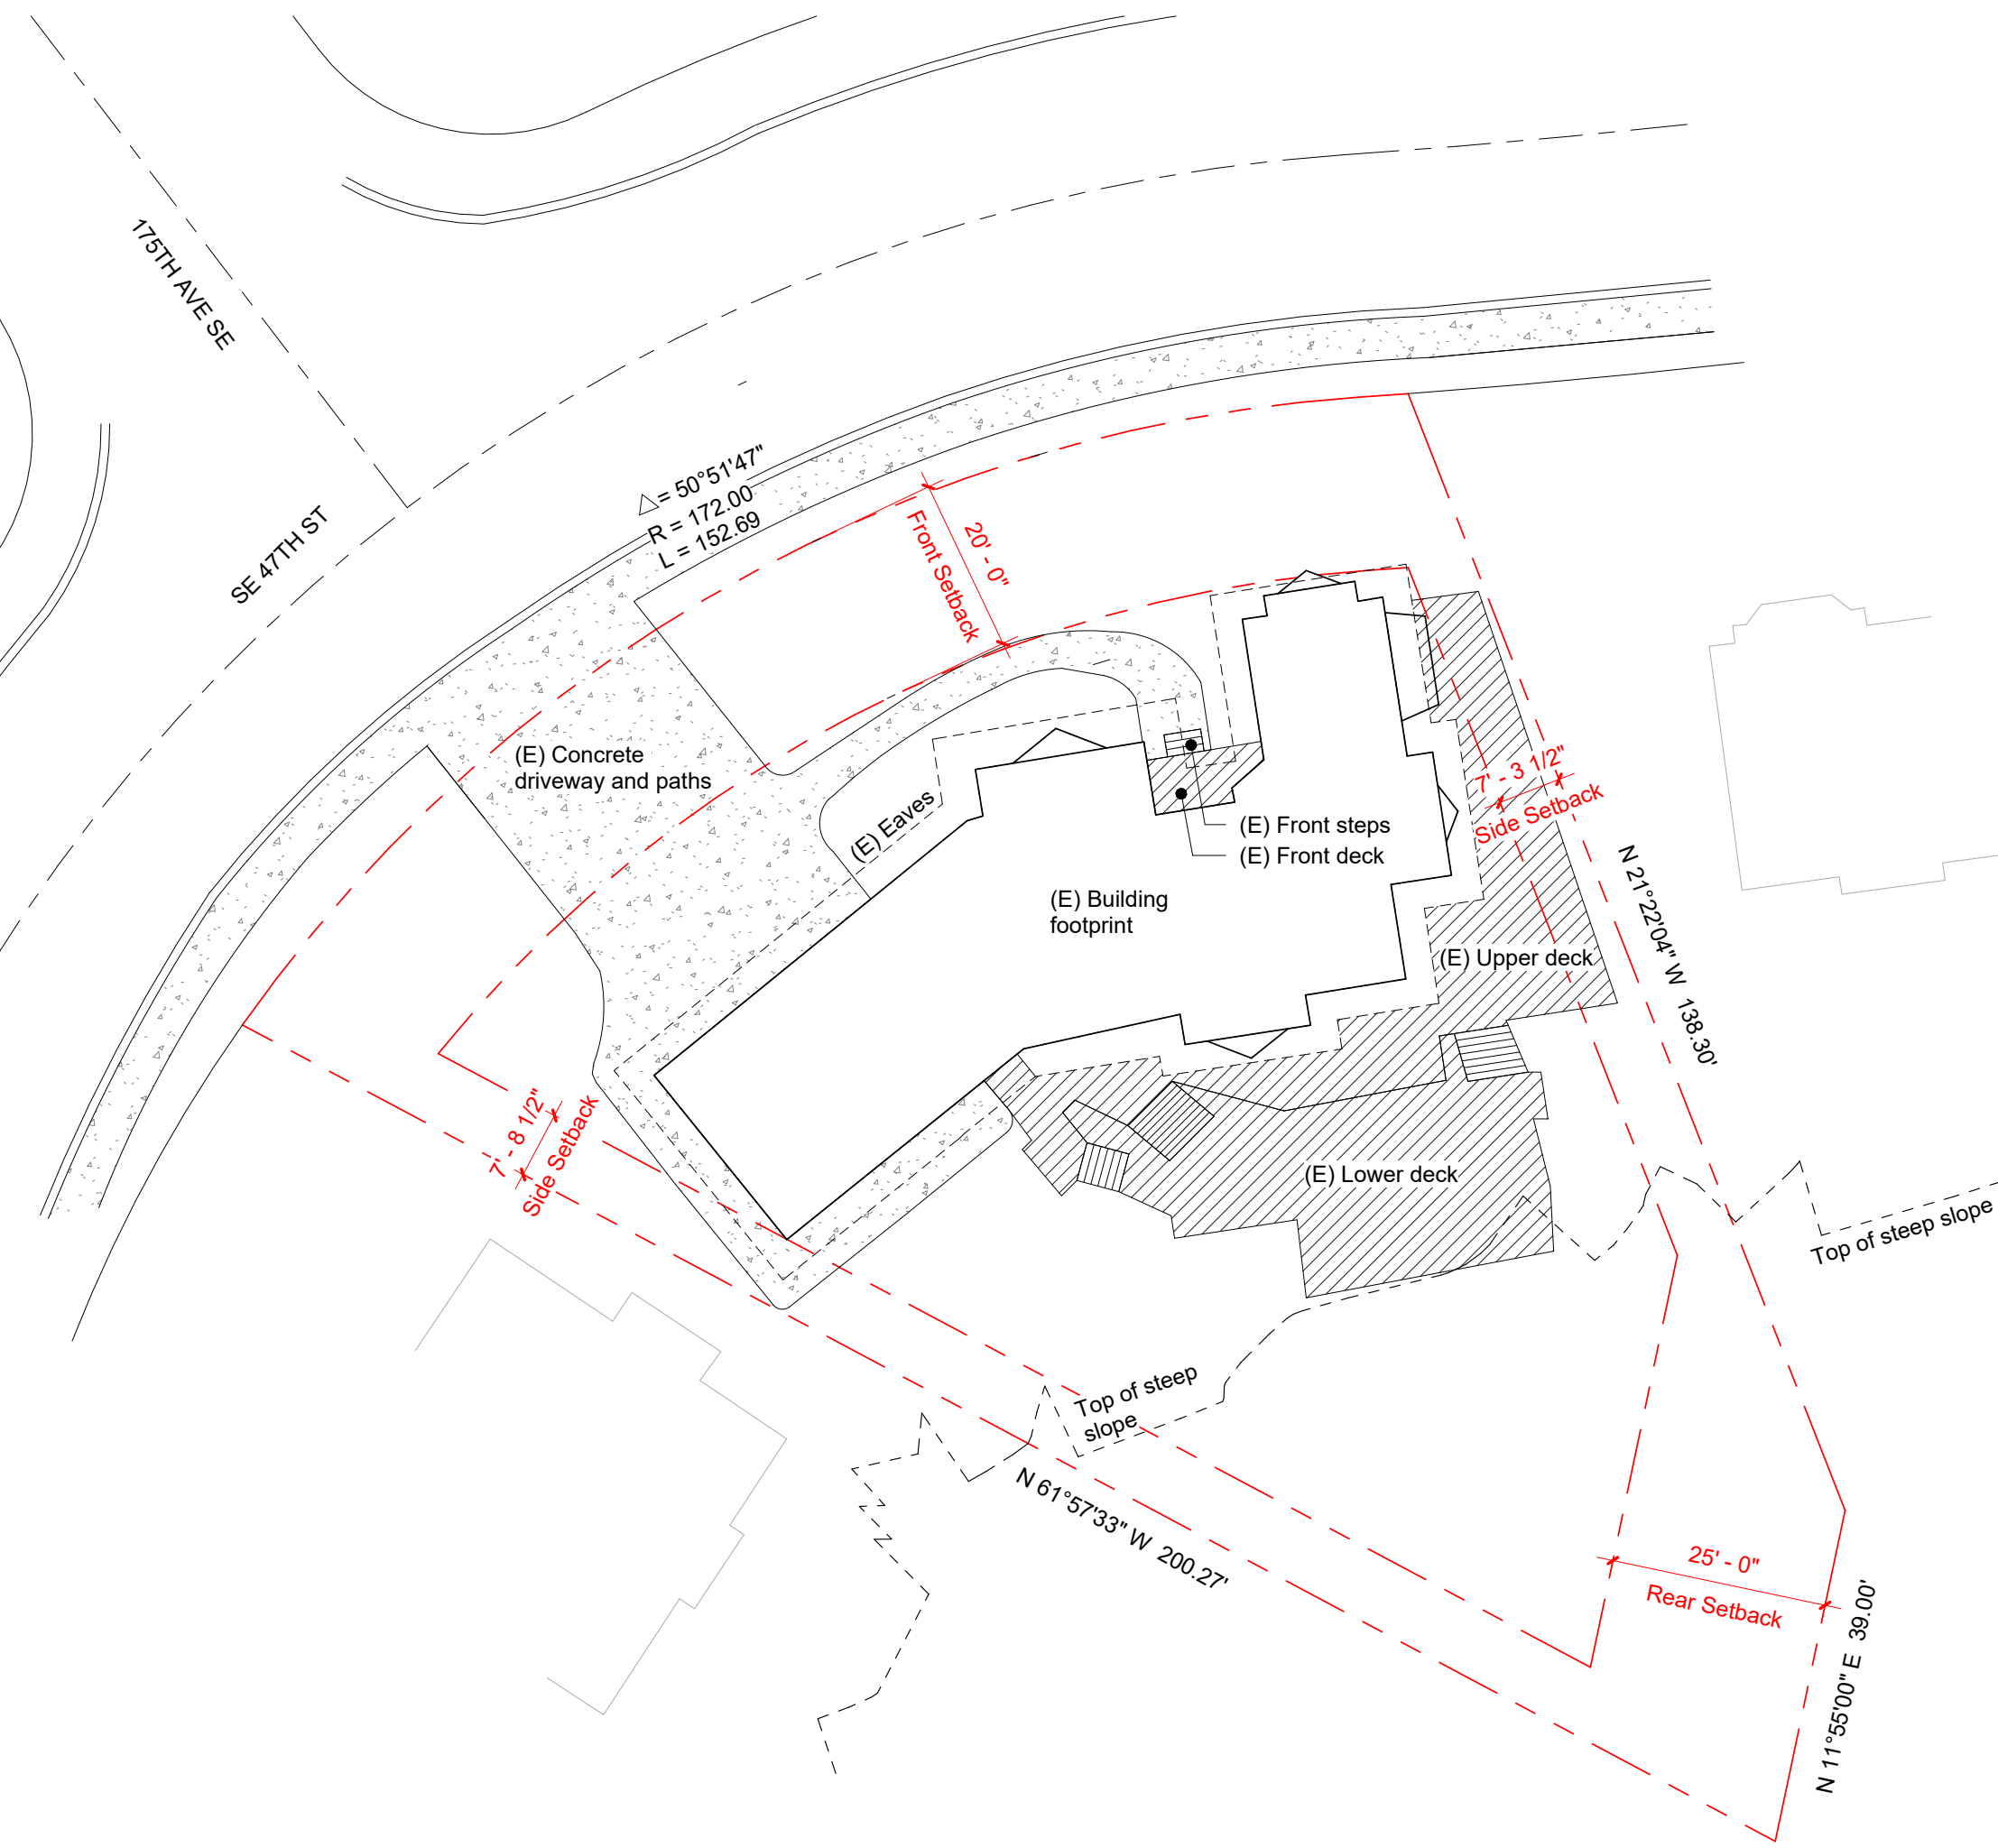 175TH AVE SE
SE 47TH ST
△= 50°51'47"
R = 172.00
L = 152.69
20' - 0"
Front Setback
(E) Concrete
driveway and paths
(E) Eaves
(E) Front steps
(E) Front deck
7' - 3 1/2"
Side Setback
(E) Building
footprint
(E) Upper deck
N 21°22'04" W  138.30'
7' - 8 1/2"
Side Setback
(E) Lower deck
Top of steep slope
Top of steep
slope
N 61°57'33" W  200.27'
25' - 0"
Rear Setback
N 11°55'00" E  39.00'